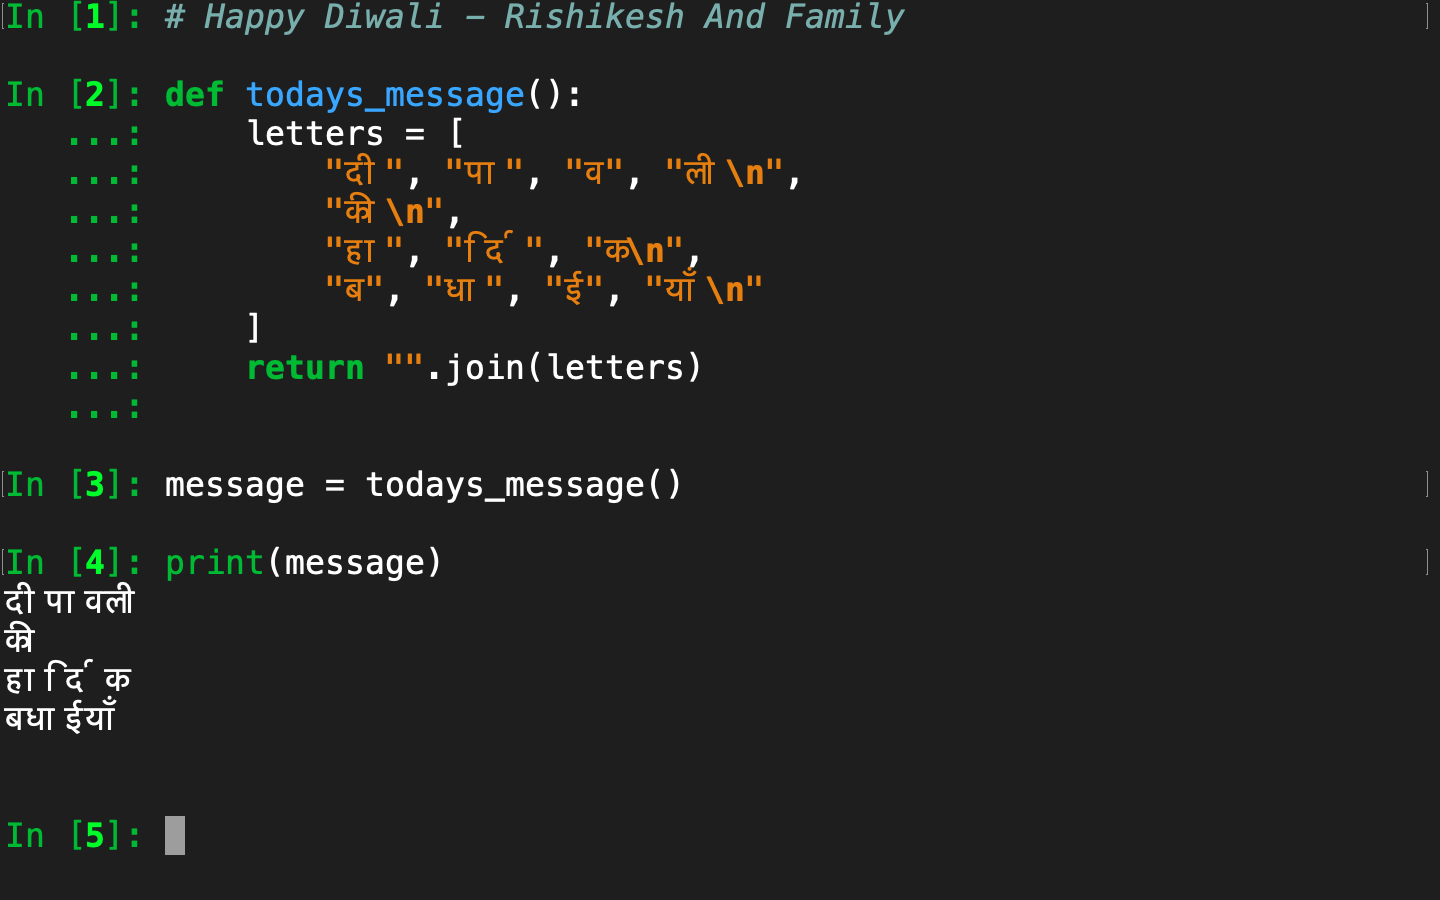 In [1]: # Happy Diwali – Rishikesh And Family
In [2]: def todays_message():
   ...:     letters = [
   ...:         "दी", "पा", "व", "ली\n",
   ...:         "की\n",
   ...:         "हा", "र्दि", "क\n",
   ...:         "ब", "धा", "ई", "याँ\n"
   ...:     ]
   ...:     return "".join(letters)
   ...:
In [3]: message = todays_message()
In [4]: print(message)
दीपावली
की
हार्दिक
बधाईयाँ
In [5]: